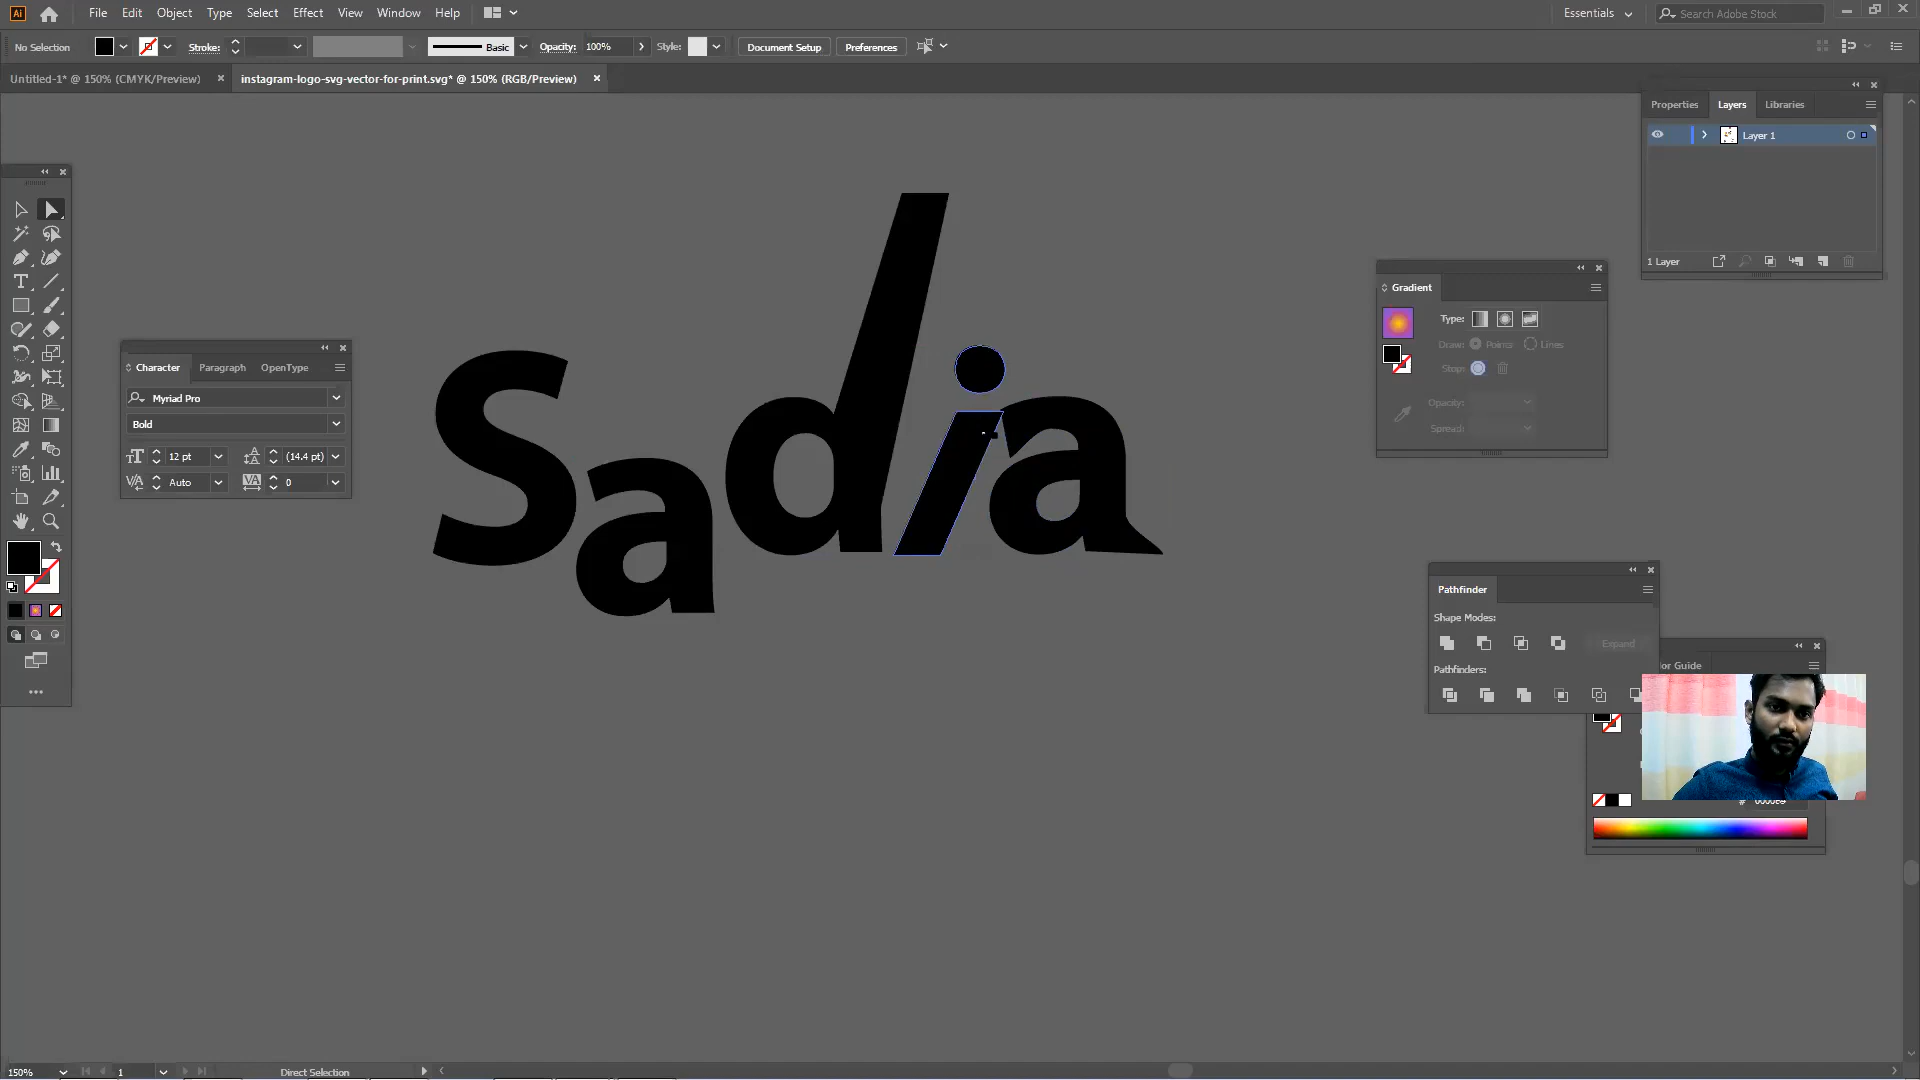 Ai File Edit Object Type Select Effect View Window Help Essentials Search Adobe Stock
No Selection Stroke: Basic Opacity: 100% Style: Document Setup Preferences
Untitled-1* @ 150% (CMYK/Preview) instagram-logo-svg-vector-for-print.svg* @ 150% (RGB/Preview)
Properties Layers Libraries
Layer 1
1 Layer
Gradient
Type:
Draw: Points Lines
Stop:
Opacity:
Spread:
Character Paragraph OpenType
Myriad Pro
Bold
12 pt (14.4 pt)
Auto 0
Sadia
Pathfinder
Shape Modes:
Expand
Pathfinders:
lor Guide
#
150% 1 Direct Selection